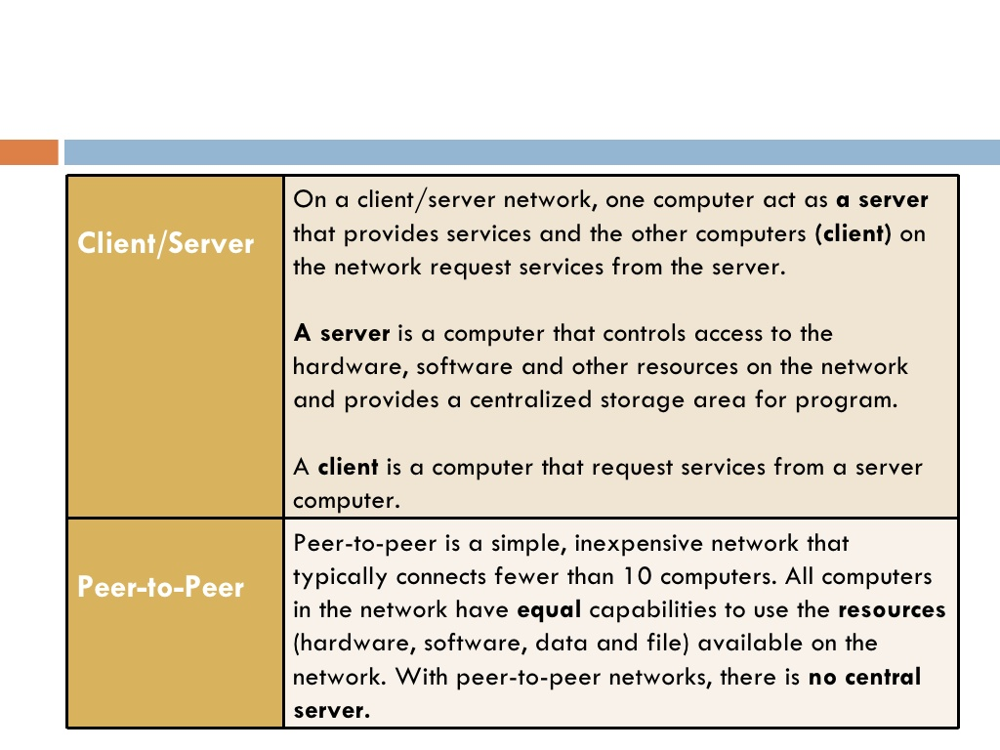 Client/Server
On a client/server network, one computer act as a server
that provides services and the other computers (client) on
the network request services from the server.
A server is a computer that controls access to the
hardware, software and other resources on the network
and provides a centralized storage area for program.
A client is a computer that request services from a server
computer.
Peer-to-Peer
Peer-to-peer is a simple, inexpensive network that
typically connects fewer than 10 computers. All computers
in the network have equal capabilities to use the resources
(hardware, software, data and file) available on the
network. With peer-to-peer networks, there is no central
server.